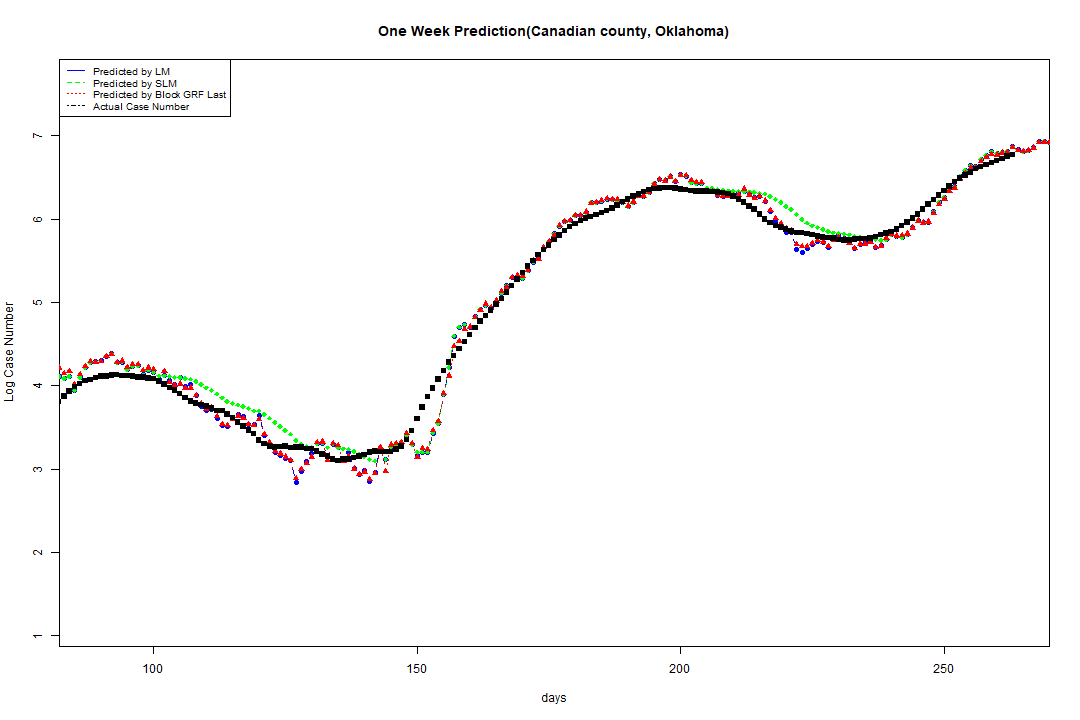 One Week Prediction(Canadian county, Oklahoma)
Predicted by LM
Predicted by SLM
Predicted by Block GRF Last
Actual Case Number
Log Case Number
7
6
5
4
3
2
1
100 150 200 250
days